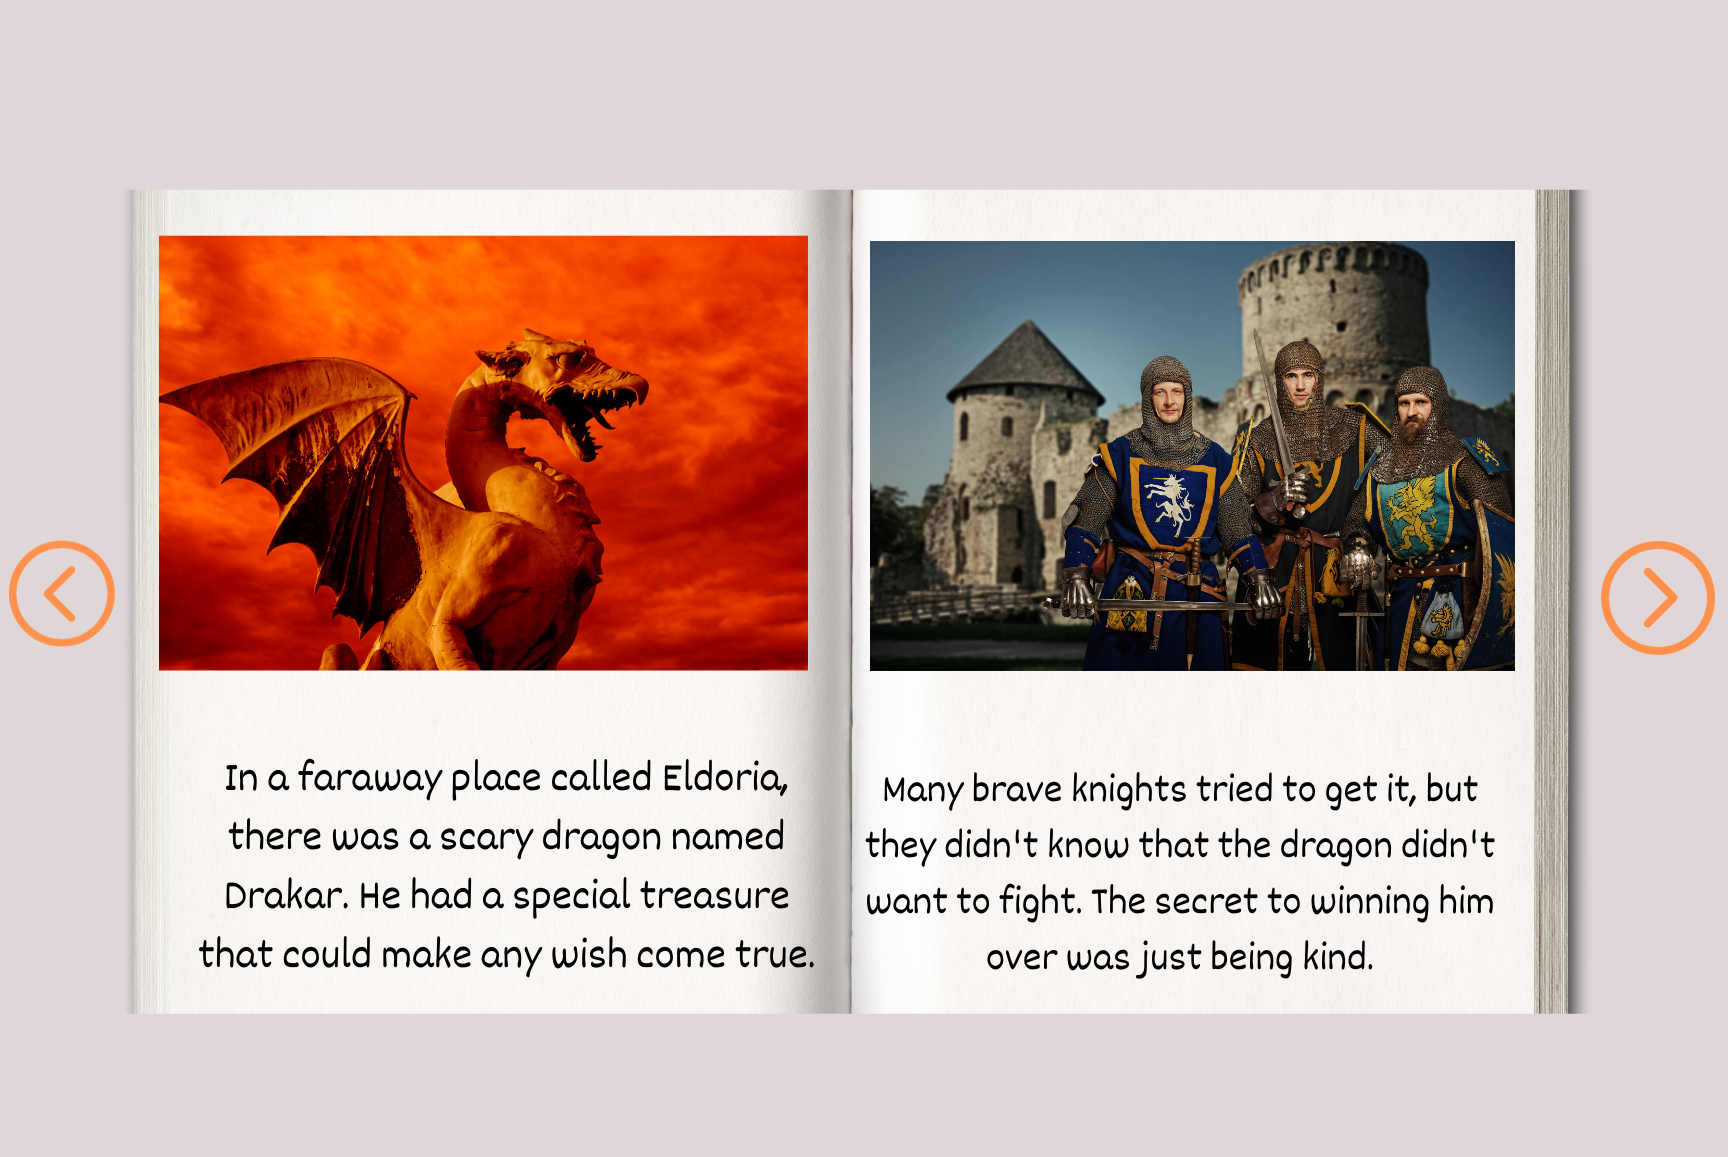 In a faraway place called Eldoria,
there was a scary dragon named
Drakar. He had a special treasure
that could make any wish come true.
Many brave knights tried to get it, but
they didn't know that the dragon didn't
want to fight. The secret to winning him
over was just being kind.